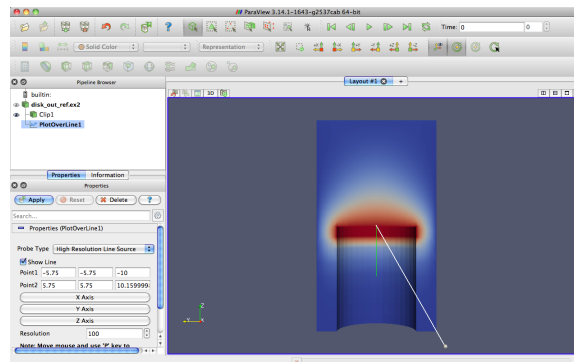 ParaView 3.14.1-1643-g2537cab 64-bit
Time: 0 0
Solid Color Representation
Pipeline Browser
Layout #1 +
builtin:
3D
disk_out_ref.ex2
Clip1
PlotOverLine1
Properties Information
Properties
Apply Reset Delete ?
Search...
Properties (PlotOverLine1)
Probe Type High Resolution Line Source
Show Line
Point1 -5.75 -5.75 -10
Point2 5.75 5.75 10.159999
X Axis
Y Axis
Z Axis
Z
Y
Resolution 100
Note: Move mouse and use 'P' key to